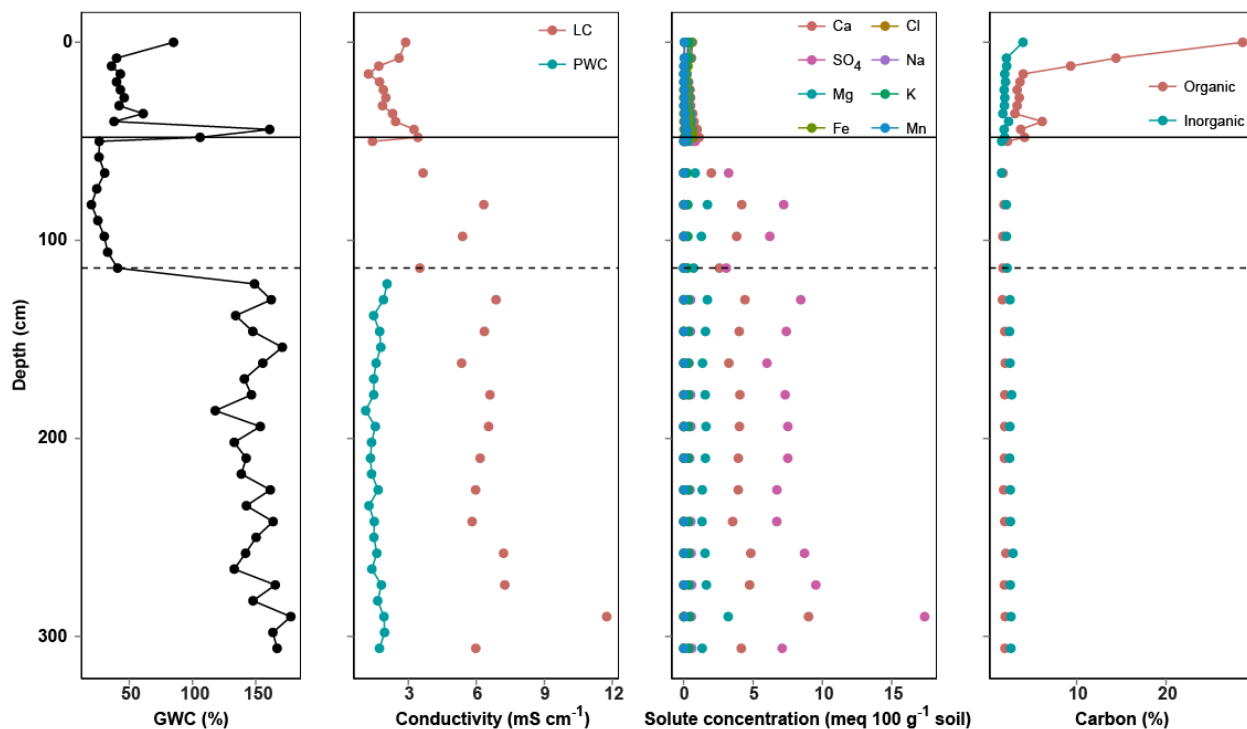 LC
PWC
Ca Cl
SO₄ Na
Mg K
Fe Mn
Organic
Inorganic
0
100
200
300
Depth (cm)
50 100 150
3 6 9 12
0 5 10 15
10 20
GWC (%)
Conductivity (mS cm⁻¹)
Solute concentration (meq 100 g⁻¹ soil)
Carbon (%)